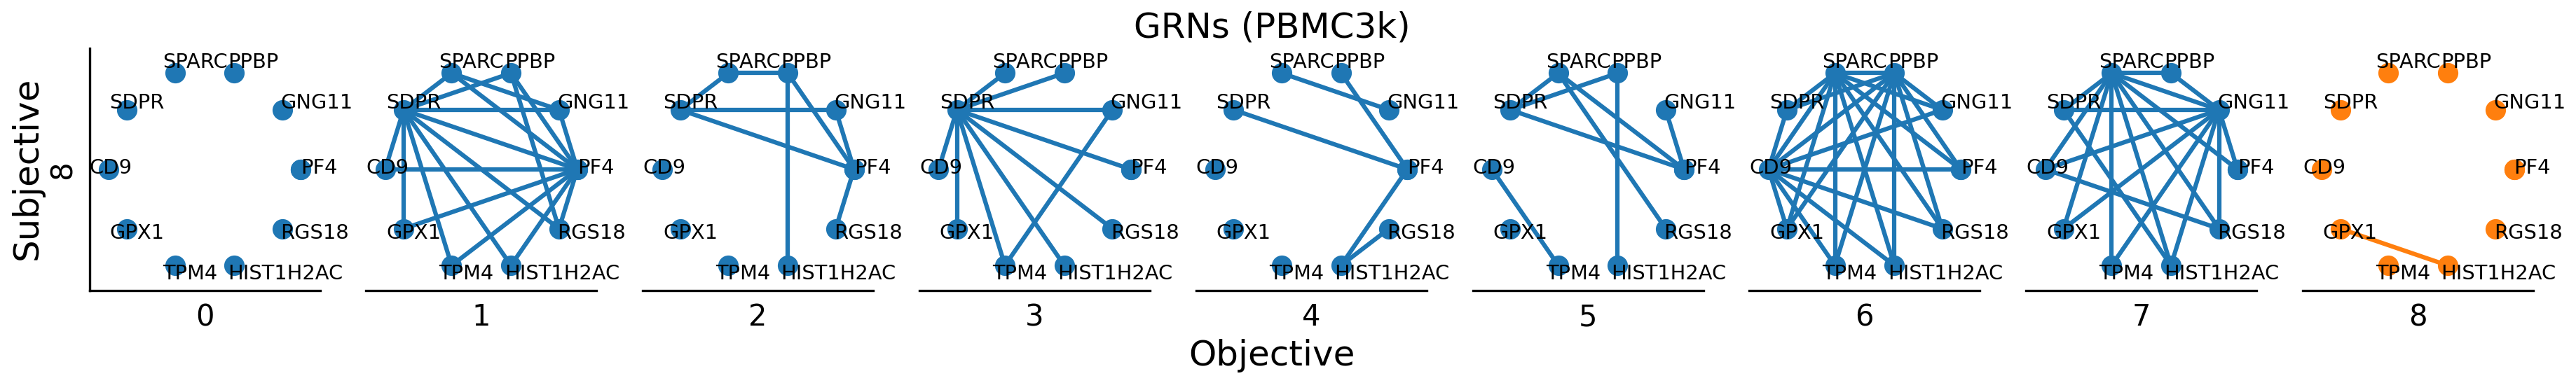 GRNs (PBMC3k)
SPARC PPBP SPARC PPBP SPARC PPBP SPARC PPBP SPARC PPBP SPARC PPBP SPARC PPBP SPARC PPBP SPARC PPBP
SDPR GNG11 SDPR GNG11 SDPR GNG11 SDPR GNG11 SDPR GNG11 SDPR GNG11 SDPR GNG11 SDPR GNG11 SDPR GNG11
Subjective
8
CD9 PF4 CD9 PF4 CD9 PF4 CD9 PF4 CD9 PF4 CD9 PF4 CD9 PF4 CD9 PF4 CD9 PF4
GPX1 RGS18 GPX1 RGS18 GPX1 RGS18 GPX1 RGS18 GPX1 RGS18 GPX1 RGS18 GPX1 RGS18 GPX1 RGS18 GPX1 RGS18
TPM4 HIST1H2AC TPM4 HIST1H2AC TPM4 HIST1H2AC TPM4 HIST1H2AC TPM4 HIST1H2AC TPM4 HIST1H2AC TPM4 HIST1H2AC TPM4 HIST1H2AC TPM4 HIST1H2AC
0 1 2 3 4 5 6 7 8
Objective